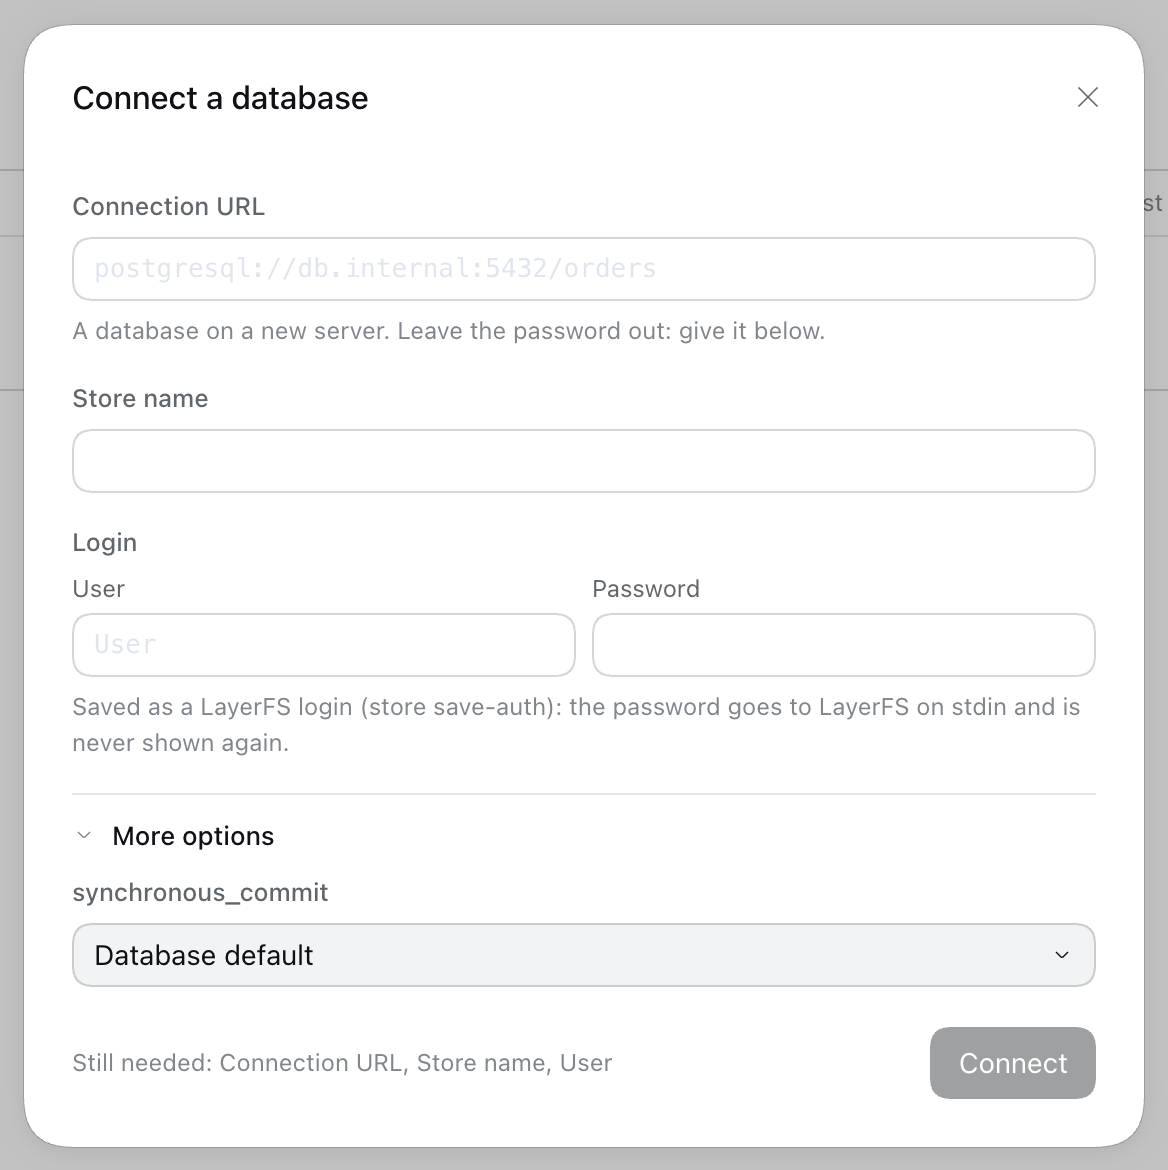 Connect a database
Connection URL
st
postgresql://db.internal:5432/orders
A database on a new server. Leave the password out: give it below.
Store name
Login
User
Password
User
Saved as a LayerFS login (store save-auth): the password goes to LayerFS on stdin and is
never shown again.
More options
synchronous_commit
Database default
Still needed: Connection URL, Store name, User
Connect